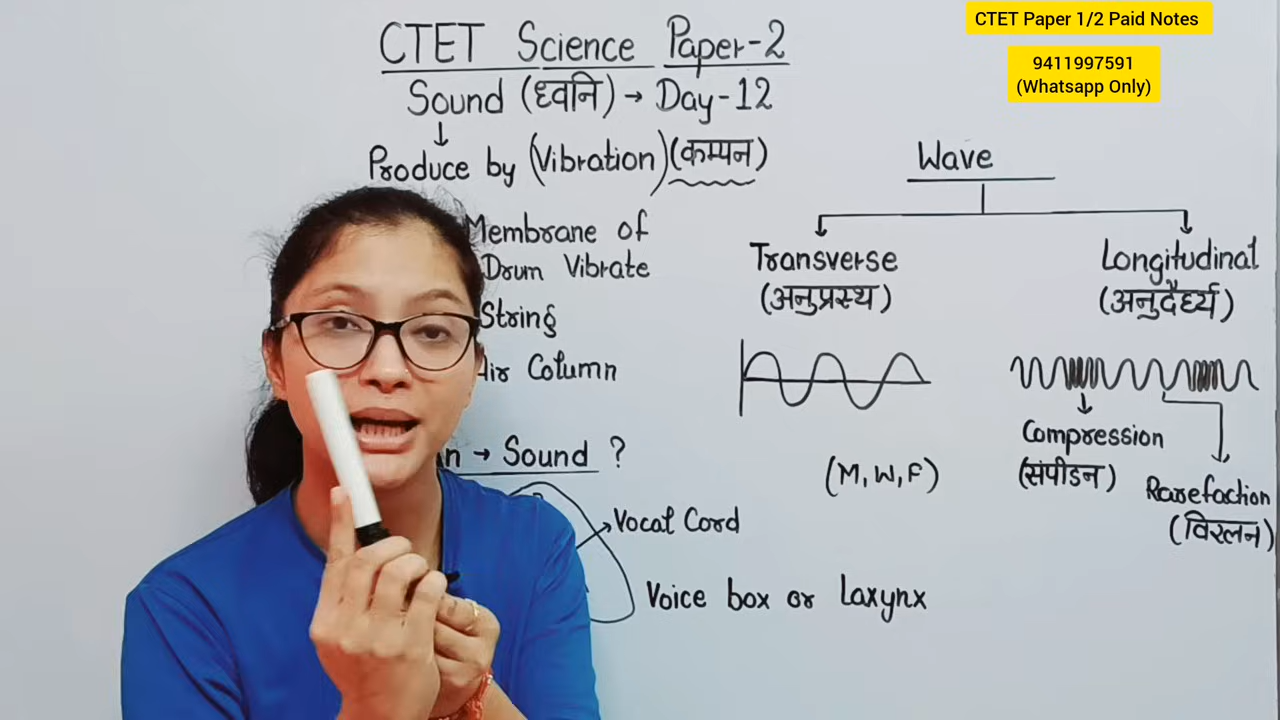 CTET Paper 1/2 Paid Notes
9411997591
(Whatsapp Only)
CTET Science Paper-2
Sound (ध्वनि) → Day-12
Produce by (Vibration) (कम्पन)
Membrane of
Drum Vibrate
String
Air Column
→ Sound ?
Vocal Cord
Voice box or Laxynx
Wave
Transverse
(अनुप्रस्थ)
(M, W, F)
Longitudinal
(अनुदैर्ध्य)
Compression
(संपीडन)
Rarefaction
(विरलन)